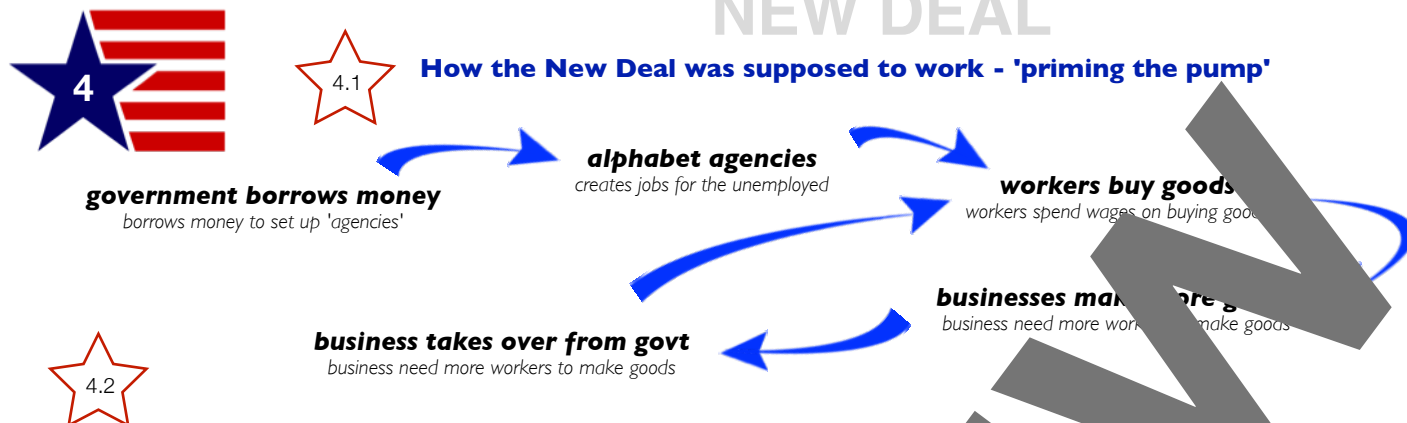 NEW DEAL
4
4.1
How the New Deal was supposed to work - 'priming the pump'
alphabet agencies
creates jobs for the unemployed
government borrows money
borrows money to set up 'agencies'
workers buy goods
workers spend wages on buying
businesses
business need more make goods
business takes over from govt
business need more workers to make goods
4.2